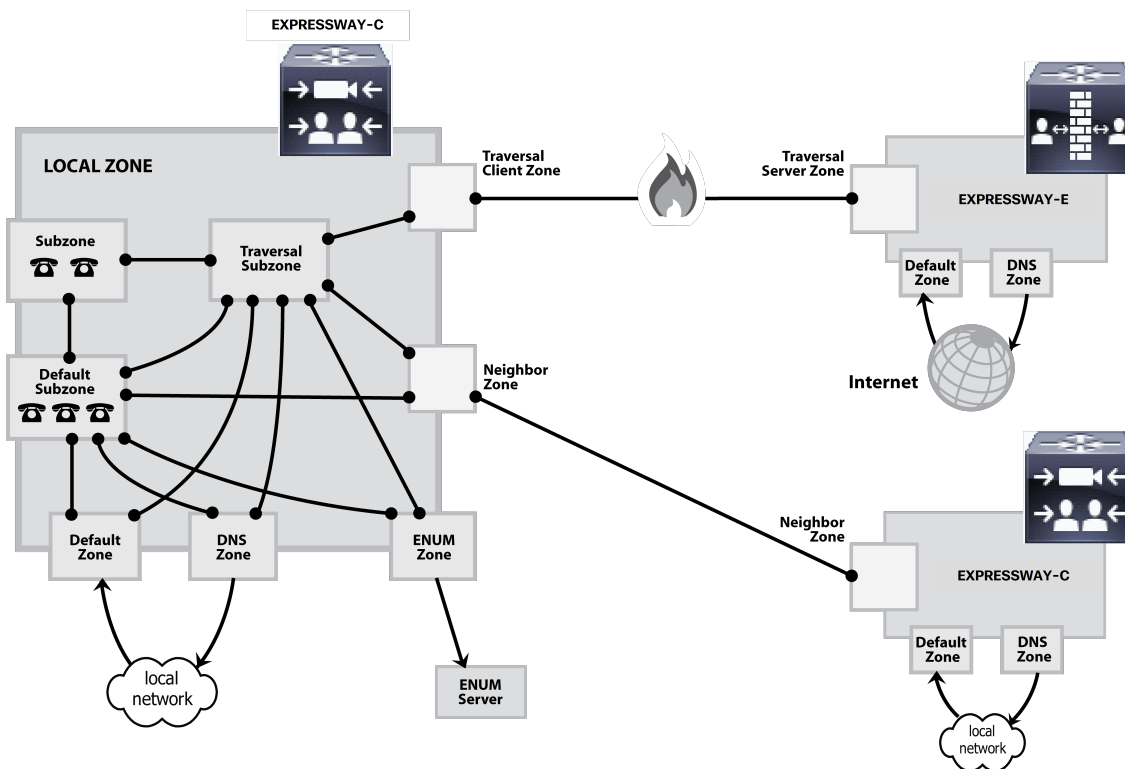 EXPRESSWAY-C
LOCAL ZONE
Subzone
Traversal
Subzone
Default
Subzone
Default
Zone
DNS
Zone
ENUM
Zone
local
network
ENUM
Server
Traversal
Client Zone
Neighbor
Zone
Traversal
Server Zone
EXPRESSWAY-E
Default
Zone
DNS
Zone
Internet
Neighbor
Zone
EXPRESSWAY-C
Default
Zone
DNS
Zone
local
network